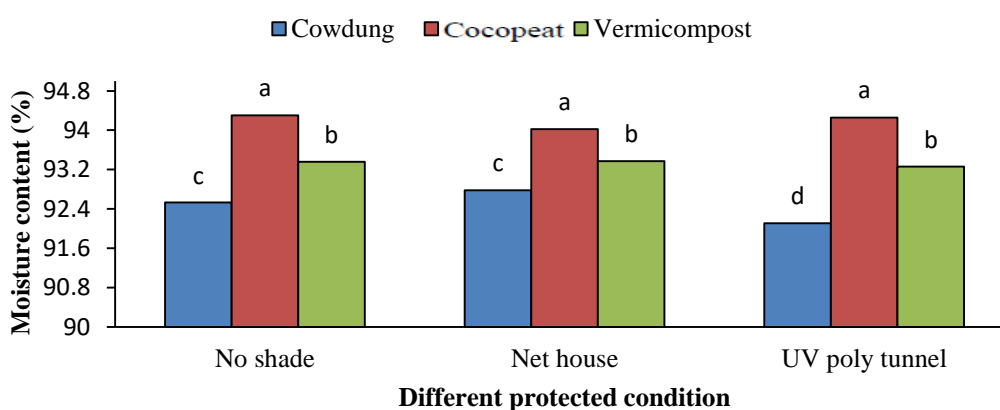 Cowdung Cocopeat Vermicompost
Moisture content (%)
94.8
94
93.2
92.4
91.6
90.8
90
c a b
c a b
d a b
No shade Net house UV poly tunnel
Different protected condition